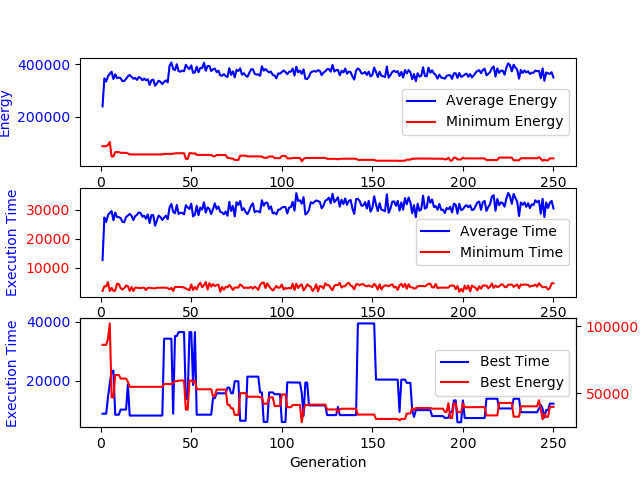 400000
200000
Energy
Average Energy
Minimum Energy
0 50 100 150 200 250
30000
20000
10000
Execution Time
Average Time
Minimum Time
0 50 100 150 200 250
40000
20000
Execution Time
100000
50000
Best Time
Best Energy
0 50 100 150 200 250
Generation